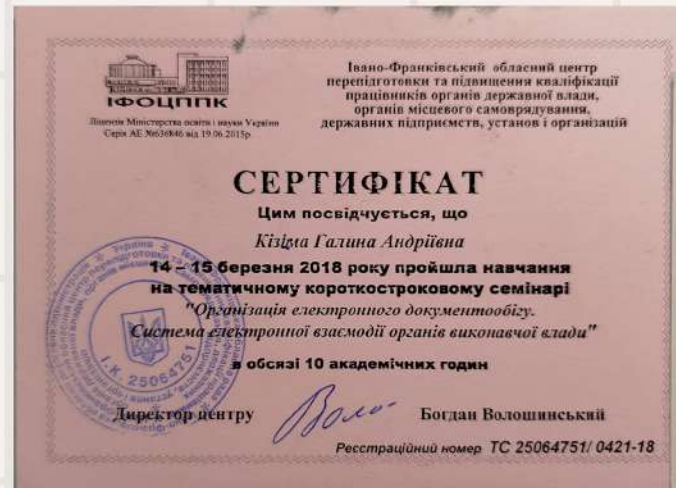 ІФОЦППК
Ліцензія Міністерства освіти і науки України
Серія АЕ №636846 від 19.06.2015р
Івано-Франківський обласний центр
перепідготовки та підвищення кваліфікації
працівників органів державної влади,
органів місцевого самоврядування,
державних підприємств, установ і організацій
СЕРТИФІКАТ
Цим посвідчується, що
Кізіма Галина Андріївна
14 – 15 березня 2018 року пройшла навчання
на тематичному короткостроковому семінарі
"Організація електронного документообігу.
Система електронної взаємодії органів виконавчої влади"
в обсязі 10 академічних годин
Директор центру
Богдан Волошинський
Реєстраційний номер ТС 25064751/ 0421-18
Україна
І.К. 25064751